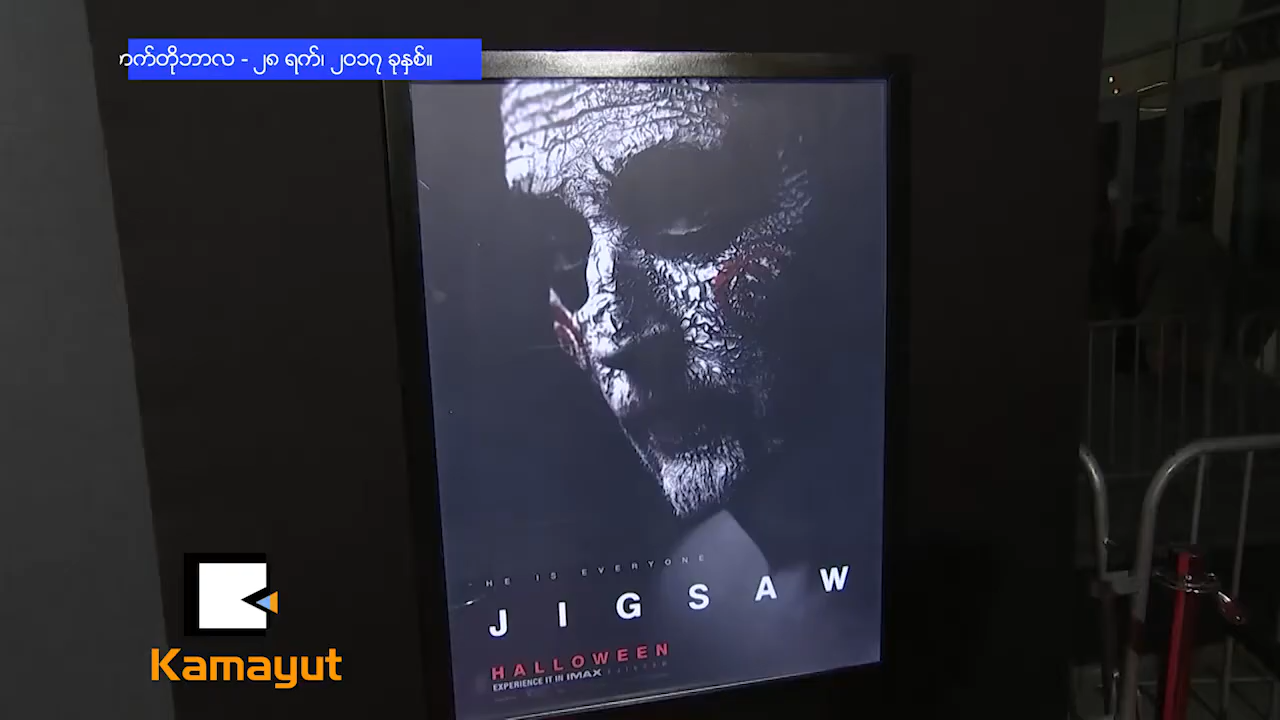 အောက်တိုဘာလ - ၂၈ ရက်၊ ၂၀၁၇ ခုနှစ်။
HE IS EVERYONE
JIGSAW
HALLOWEEN
EXPERIENCE IT IN IMAX
Kamayut